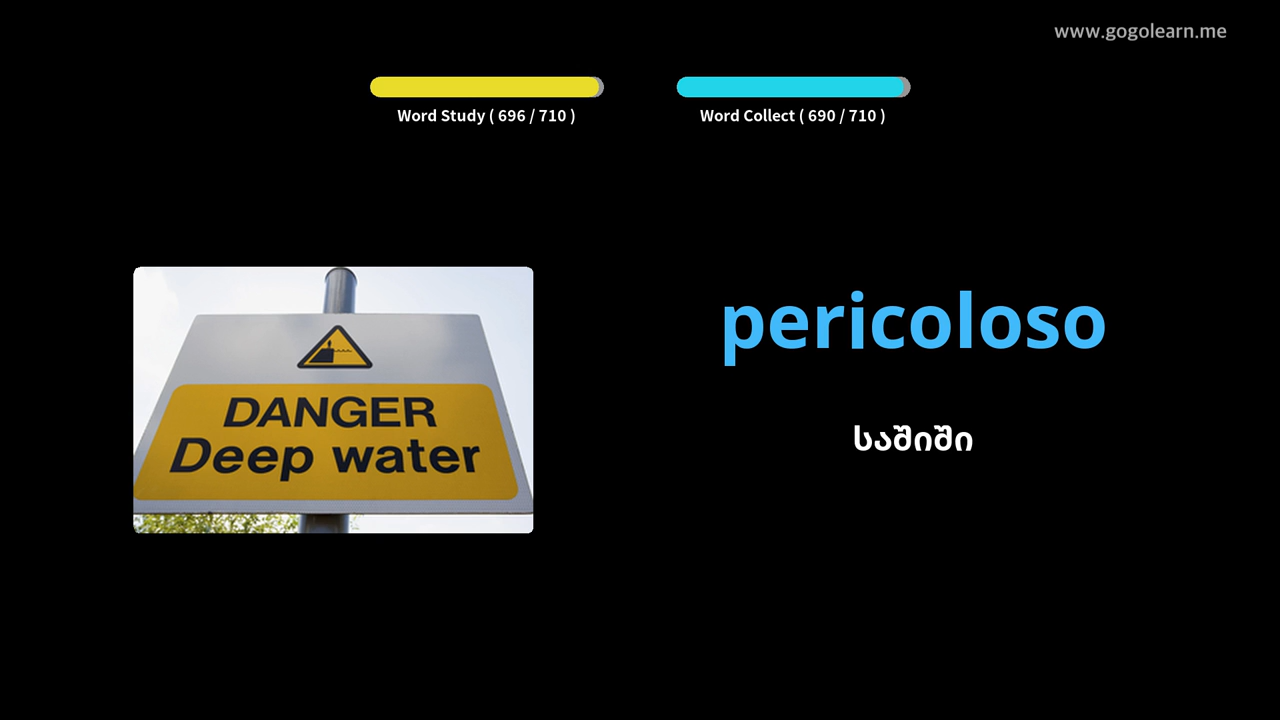 www.gogolearn.me
Word Study ( 696 / 710 )
Word Collect ( 690 / 710 )
DANGER
Deep water
pericoloso
საშიში